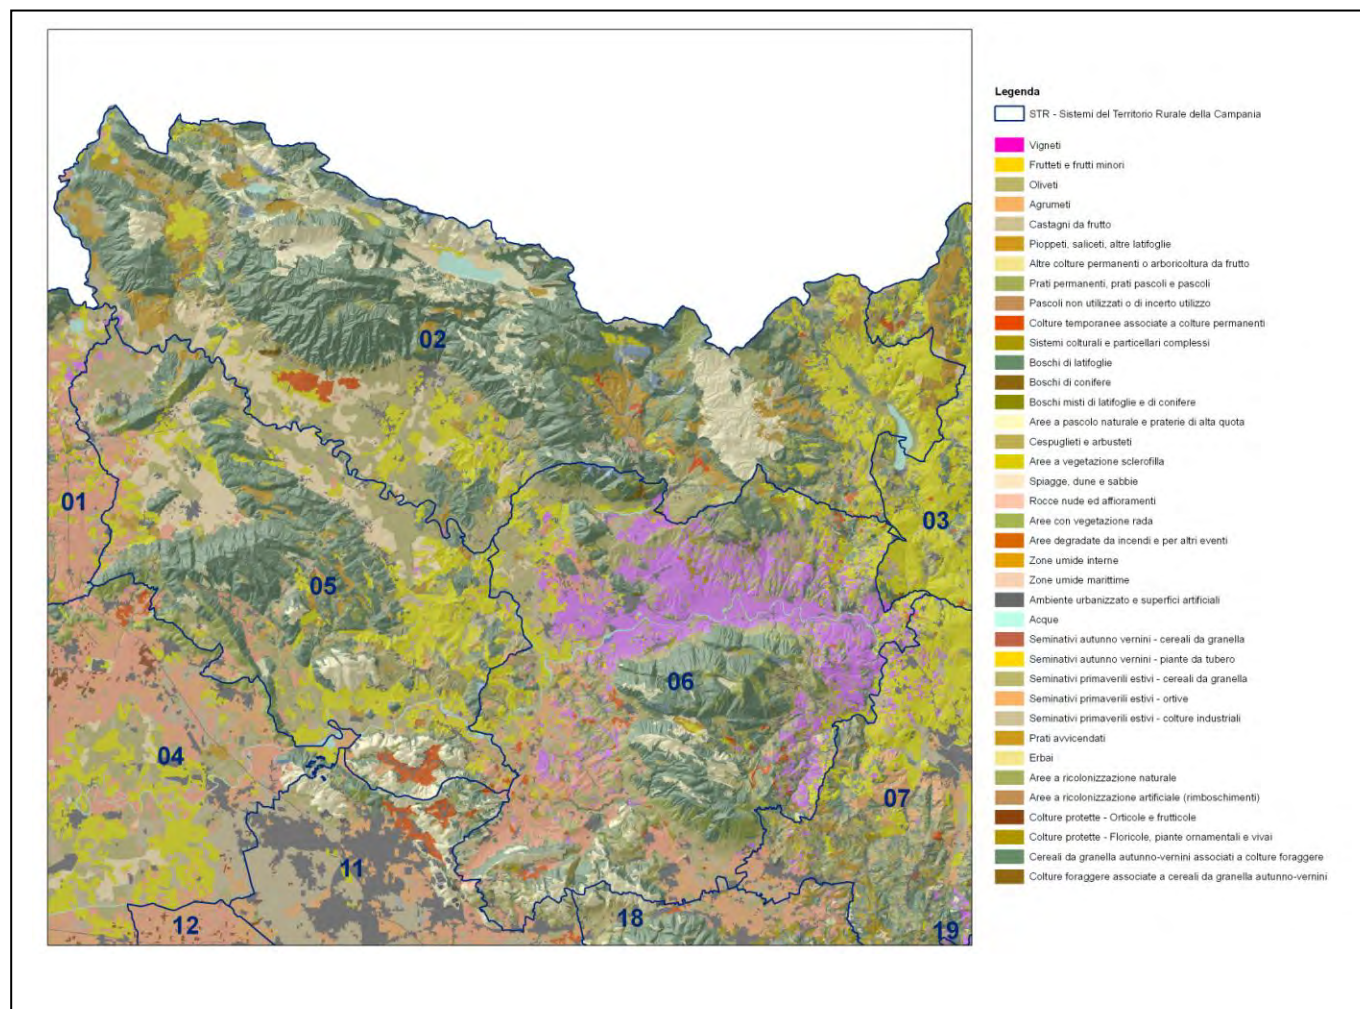 Legenda
STR - Sistemi del Territorio Rurale della Campania
Vigneti
Frutteti e frutti minori
Oliveti
Agrumeti
Castagni da frutto
Pioppeti, saliceti, altre latifoglie
Altre colture permanenti o arboricoltura da frutto
Prati permanenti, prati pascoli e pascoli
Pascoli non utilizzati o di incerto utilizzo
Colture temporanee associate a colture permanenti
Sistemi colturali e particellari complessi
Boschi di latifoglie
Boschi di conifere
Boschi misti di latifoglie e di conifere
Aree a pascolo naturale e praterie di alta quota
Cespuglieti e arbusteti
Aree a vegetazione sclerofilla
Spiagge, dune e sabbie
Rocce nude ed affioramenti
Aree con vegetazione rada
Aree degradate da incendi e per altri eventi
Zone umide interne
Zone umide marittime
Ambiente urbanizzato e superfici artificiali
Acque
Seminativi autunno vernini - cereali da granella
Seminativi autunno vernini - piante da tubero
Seminativi primaverili estivi - cereali da granella
Seminativi primaverili estivi - ortive
Seminativi primaverili estivi - colture industriali
Prati avvicendati
Erbai
Aree a ricolonizzazione naturale
Aree a ricolonizzazione artificiale (rimboschimenti)
Colture protette - Orticole e frutticole
Colture protette - Floricole, piante ornamentali e vivai
Cereali da granella autunno-vernini associati a colture foraggere
Colture foraggere associate a cereali da granella autunno-vernini
02
01
03
05
06
04
07
11
12
18
19